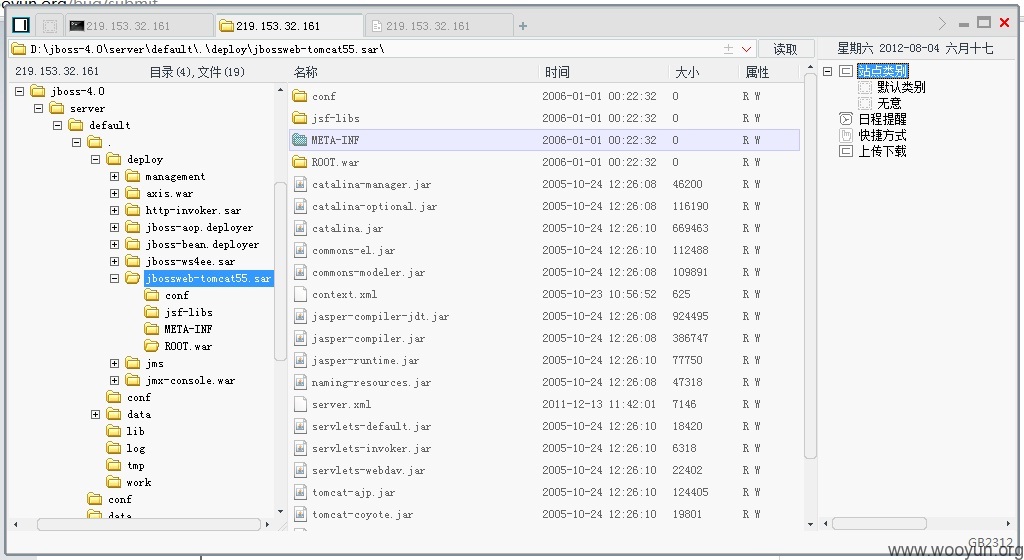 oyun.org/bug/submit
219.153.32.161
219.153.32.161
219.153.32.161
+
D:\jboss-4.0\server\default\.\deploy\jbossweb-tomcat55.sar\
读取
星期六 2012-08-04 六月十七
219.153.32.161
目录(4),文件(19)
名称 时间 大小 属性
jboss-4.0
server
default
.
deploy
management
axis.war
http-invoker.sar
jboss-aop.deployer
jboss-bean.deployer
jboss-ws4ee.sar
jbossweb-tomcat55.sar
conf
jsf-libs
META-INF
ROOT.war
jms
jmx-console.war
conf
data
lib
log
tmp
work
conf
data
conf 2006-01-01 00:22:32 0 R W
jsf-libs 2006-01-01 00:22:32 0 R W
META-INF 2006-01-01 00:22:32 0 R W
ROOT.war 2006-01-01 00:22:32 0 R W
catalina-manager.jar 2005-10-24 12:26:08 46200 R W
catalina-optional.jar 2005-10-24 12:26:08 116190 R W
catalina.jar 2005-10-24 12:26:10 669463 R W
commons-el.jar 2005-10-24 12:26:10 112488 R W
commons-modeler.jar 2005-10-24 12:26:08 109891 R W
context.xml 2005-10-23 10:56:52 625 R W
jasper-compiler-jdt.jar 2005-10-24 12:26:08 924495 R W
jasper-compiler.jar 2005-10-24 12:26:08 386747 R W
jasper-runtime.jar 2005-10-24 12:26:10 77750 R W
naming-resources.jar 2005-10-24 12:26:08 47318 R W
server.xml 2011-12-13 11:42:01 7146 R W
servlets-default.jar 2005-10-24 12:26:10 18420 R W
servlets-invoker.jar 2005-10-24 12:26:10 6318 R W
servlets-webdav.jar 2005-10-24 12:26:10 22402 R W
tomcat-ajp.jar 2005-10-24 12:26:10 124405 R W
tomcat-coyote.jar 2005-10-24 12:26:10 19801 R W
站点类别
默认类别
无意
日程提醒
快捷方式
上传下载
GB2312
www.wooyun.org